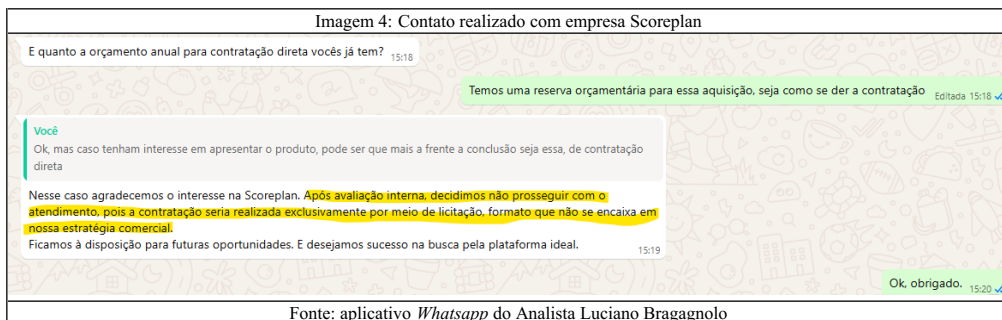 Imagem 4: Contato realizado com empresa Scoreplan
E quanto a orçamento anual para contratação direta vocês já tem? 15:18
Temos uma reserva orçamentária para essa aquisição, seja como se der a contratação Editada 15:18
Você
Ok, mas caso tenham interesse em apresentar o produto, pode ser que mais a frente a conclusão seja essa, de contratação
direta
Nesse caso agradecemos o interesse na Scoreplan. Após avaliação interna, decidimos não prosseguir com o
atendimento, pois a contratação seria realizada exclusivamente por meio de licitação, formato que não se encaixa em
nossa estratégia comercial.
Ficamos à disposição para futuras oportunidades. E desejamos sucesso na busca pela plataforma ideal. 15:19
Ok, obrigado. 15:20
Fonte: aplicativo Whatsapp do Analista Luciano Bragagnolo